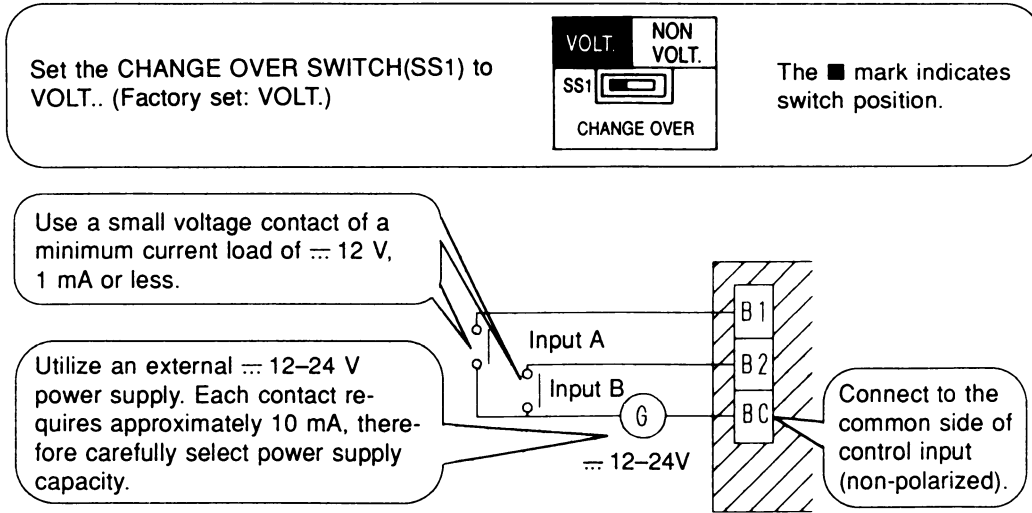 Set the CHANGE OVER SWITCH(SS1) to
VOLT.. (Factory set: VOLT.)
VOLT.
NON
VOLT.
SS1
CHANGE OVER
The ■ mark indicates
switch position.
Use a small voltage contact of a
minimum current load of ⎓ 12 V,
1 mA or less.
Utilize an external ⎓ 12–24 V
power supply. Each contact re-
quires approximately 10 mA, there-
fore carefully select power supply
capacity.
Input A
Input B
G
⎓ 12–24V
B1
B2
BC
Connect to the
common side of
control input
(non-polarized).